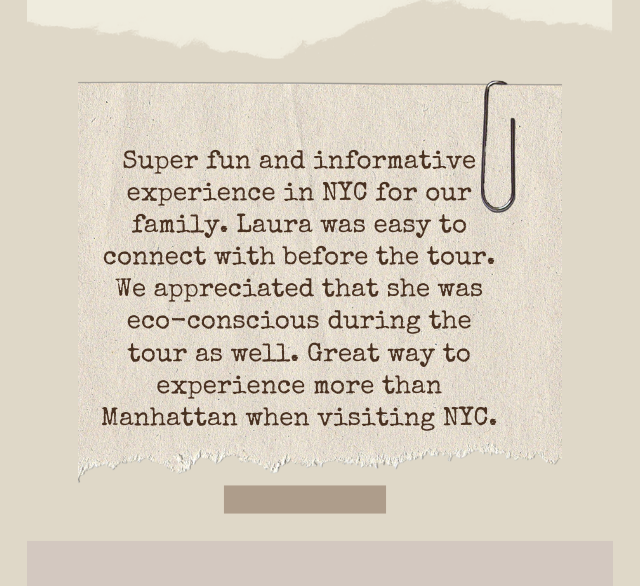 Super fun and informative
experience in NYC for our
family. Laura was easy to
connect with before the tour.
We appreciated that she was
eco-conscious during the
tour as well. Great way to
experience more than
Manhattan when visiting NYC.